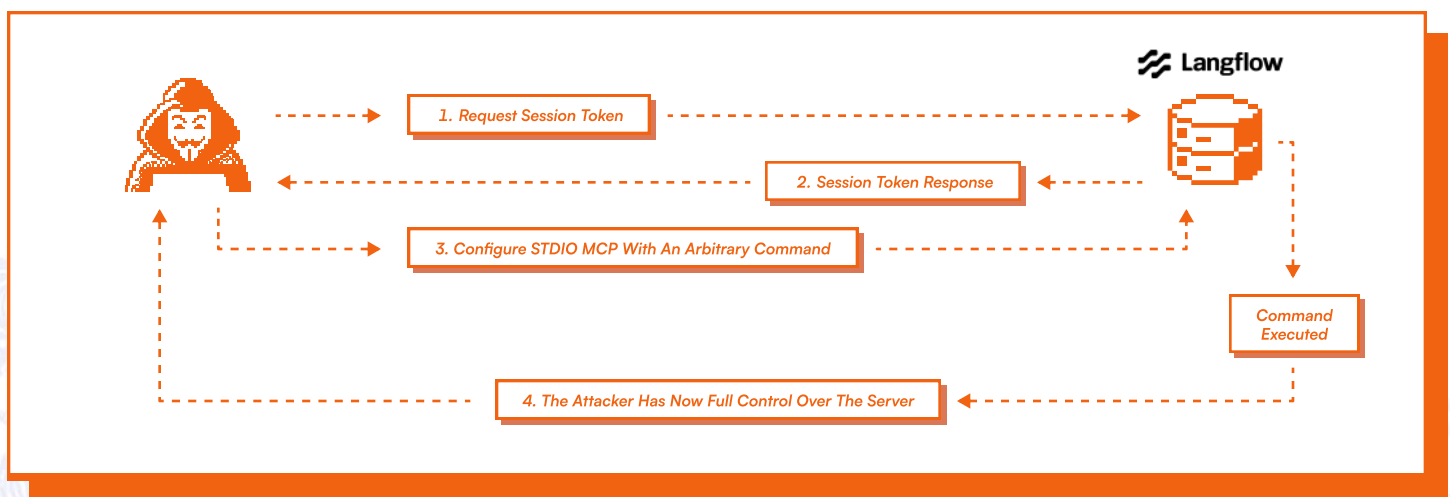 Langflow
1. Request Session Token
2. Session Token Response
3. Configure STDIO MCP With An Arbitrary Command
Command
Executed
4. The Attacker Has Now Full Control Over The Server